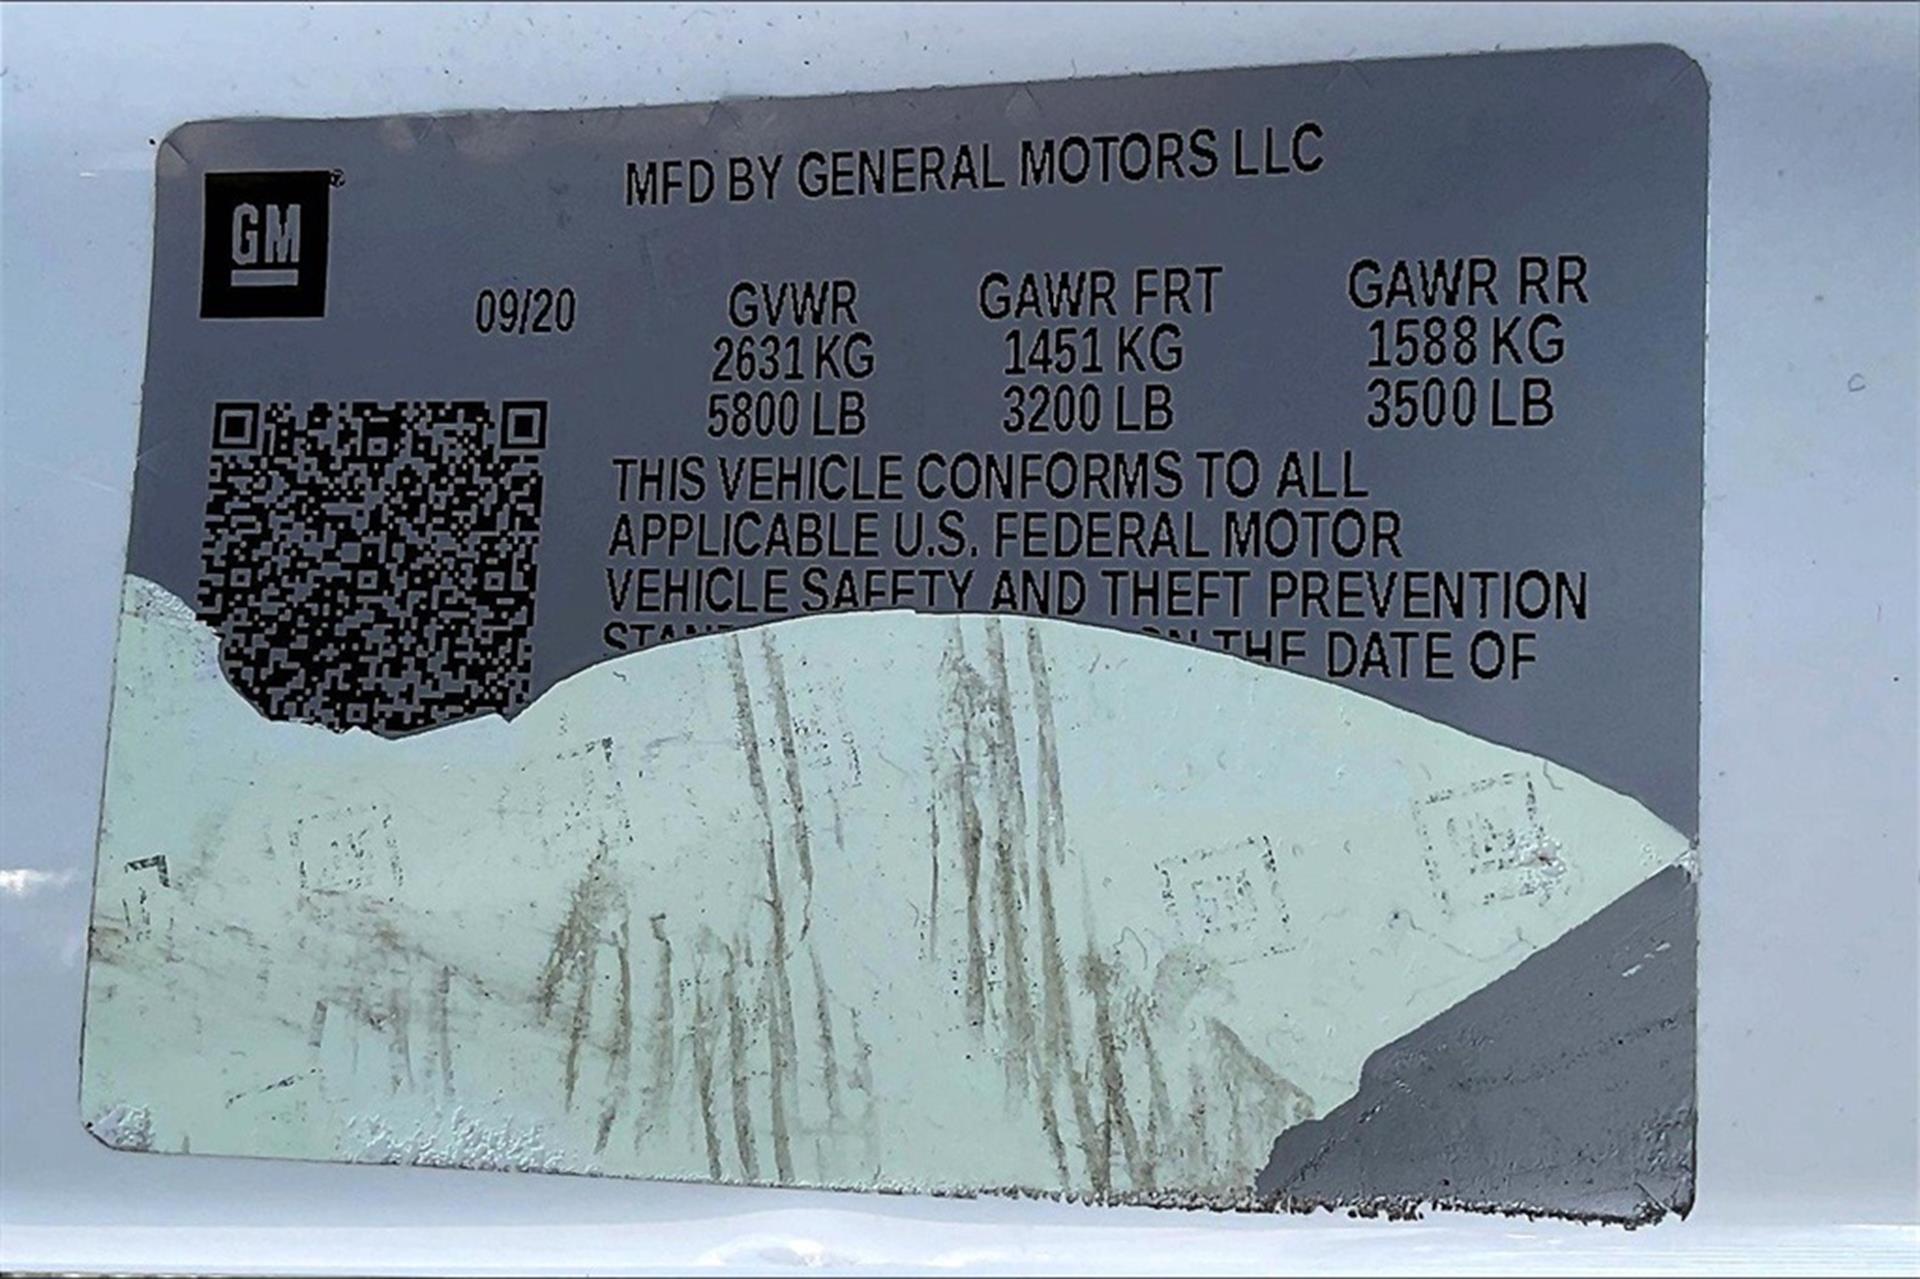 MFD BY GENERAL MOTORS LLC
GM
®
09/20
GVWR GAWR FRT GAWR RR
2631 KG 1451 KG 1588 KG
5800 LB 3200 LB 3500 LB
THIS VEHICLE CONFORMS TO ALL
APPLICABLE U.S. FEDERAL MOTOR
VEHICLE SAFETY AND THEFT PREVENTION
THE DATE OF